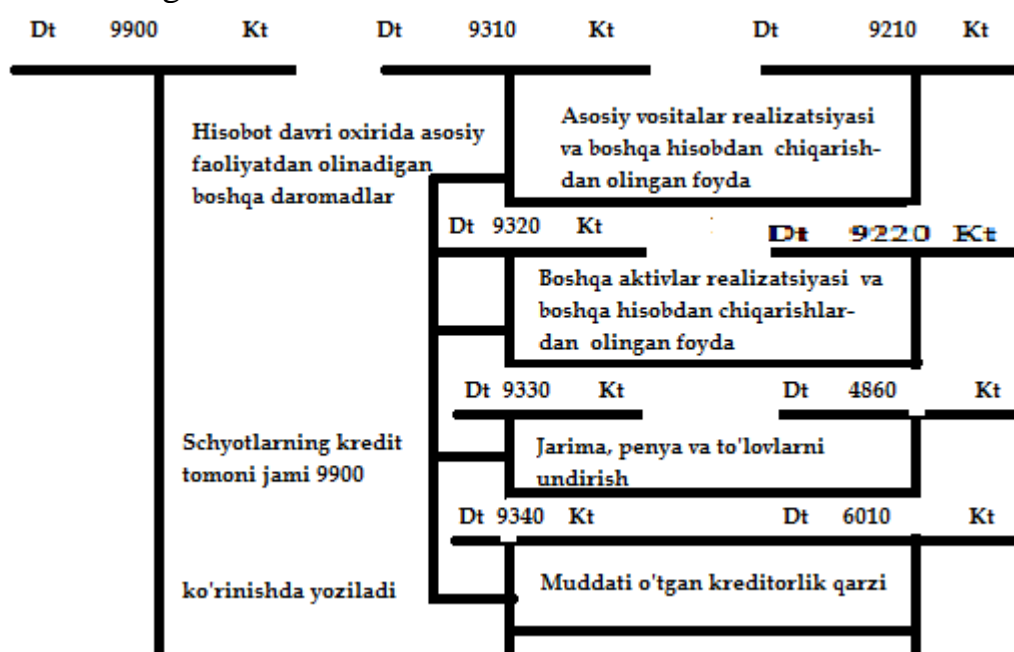 Dt 9900 Kt Dt 9310 Kt Dt 9210 Kt
Hisobot davri oxirida asosiy
faoliyatdan olinadigan
boshqa daromadlar
Asosiy vositalar realizatsiyasi
va boshqa hisobdan chiqarish-
dan olingan foyda
Dt 9320 Kt Dt 9220 Kt
Boshqa aktivlar realizatsiyasi va
boshqa hisobdan chiqarishlar-
dan olingan foyda
Dt 9330 Kt Dt 4860 Kt
Schyotlarning kredit
tomoni jami 9900
Jarima, penya va to'lovlarni
undirish
Dt 9340 Kt Dt 6010 Kt
ko'rinishda yoziladi
Muddati o'tgan kreditorlik qarzi